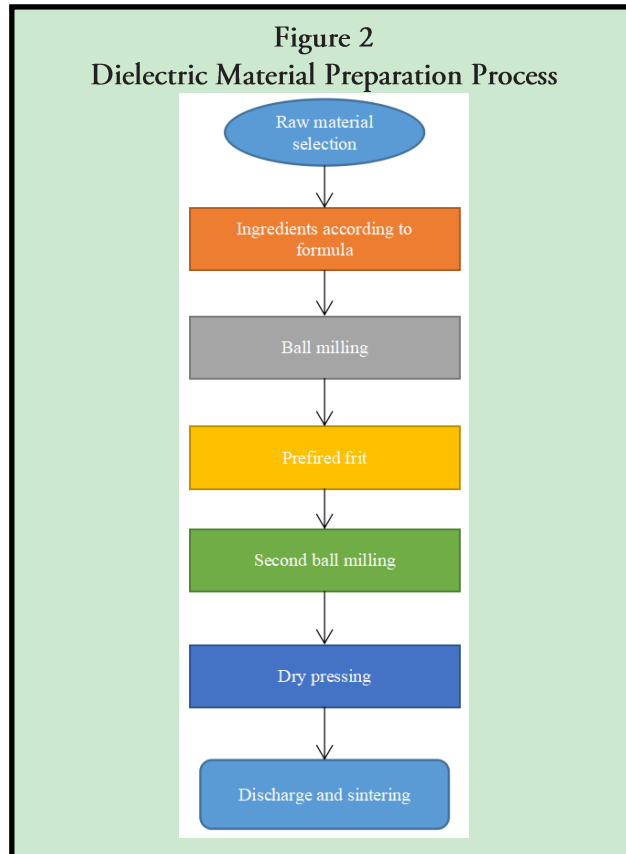 Figure 2
Dielectric Material Preparation Process
Raw material
selection
Ingredients according to
formula
Ball milling
Prefired frit
Second ball milling
Dry pressing
Discharge and sintering